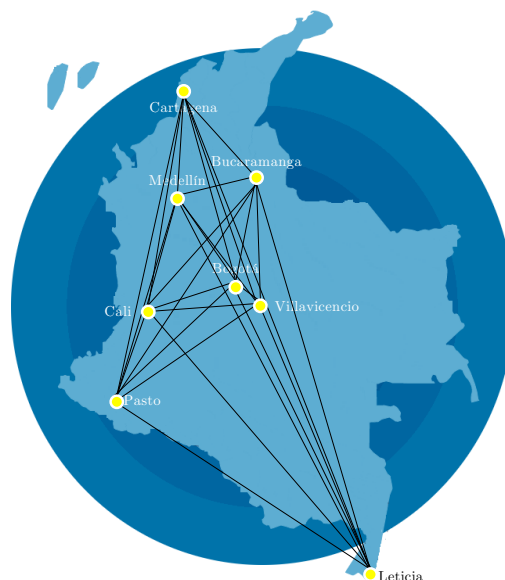 Cartagena
Bucaramanga
Medellín
Bogotá
Villavicencio
Cali
Pasto
Leticia